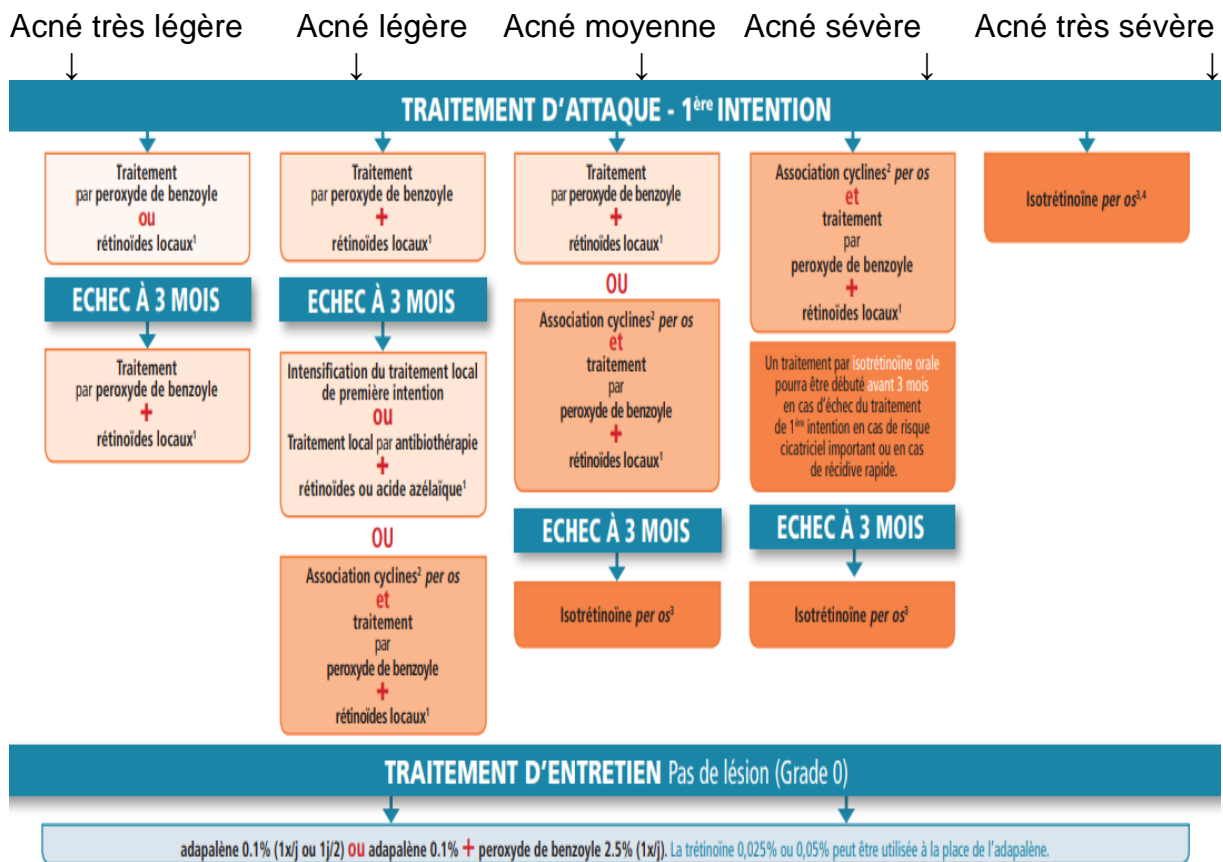 Acné très légère
Acné légère
Acné moyenne
Acné sévère
Acné très sévère
TRAITEMENT D'ATTAQUE - 1ère INTENTION
Traitement
par peroxyde de benzoyle
ou
rétinoïdes locaux¹
ECHEC À 3 MOIS
Traitement
par peroxyde de benzoyle
+
rétinoïdes locaux¹
Traitement
par peroxyde de benzoyle
+
rétinoïdes locaux¹
ECHEC À 3 MOIS
Intensification du traitement local
de première intention
ou
Traitement local par antibiothérapie
+
rétinoïdes ou acide azélaïque¹
OU
Association cyclines² per os
et
traitement
par
peroxyde de benzoyle
+
rétinoïdes locaux¹
Traitement
par peroxyde de benzoyle
+
rétinoïdes locaux¹
OU
Association cyclines² per os
et
traitement
par
peroxyde de benzoyle
+
rétinoïdes locaux¹
ECHEC À 3 MOIS
Isotrétinoïne per os³
Association cyclines² per os
et
traitement
par
peroxyde de benzoyle
+
rétinoïdes locaux¹
Un traitement par isotrétinoïne orale
pourra être débuté avant 3 mois
en cas d'échec du traitement
de 1ère intention en cas de risque
cicatriciel important ou en cas
de récidive rapide.
ECHEC À 3 MOIS
Isotrétinoïne per os³
Isotrétinoïne per os³,⁴
TRAITEMENT D'ENTRETIEN Pas de lésion (Grade 0)
adapalène 0.1% (1x/j ou 1j/2) ou adapalène 0.1% + peroxyde de benzoyle 2.5% (1x/j). La trétinoïne 0,025% ou 0,05% peut être utilisée à la place de l'adapalène.